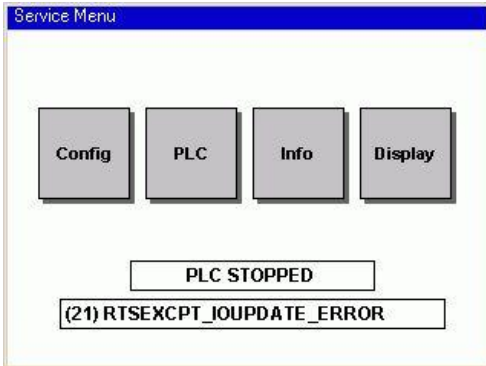 Service Menu
Config PLC Info Display
PLC STOPPED
(21) RTSEXCPT_IOUPDATE_ERROR